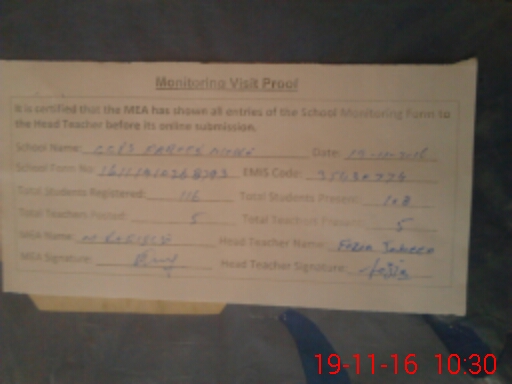 Monitoring Visit Proof
It is certified that the MEA has shown all entries of the School Monitoring Form to
the Head Teacher before its online submission.
School Name: Date:
School Form No: EMIS Code:
Total Students Registered: 116 Total Students Present: 108
Total Teachers Posted: 5 Total Teachers Present: 5
MEA Name: Head Teacher Name:
MEA Signature: Head Teacher Signature:
19-11-16 10:30